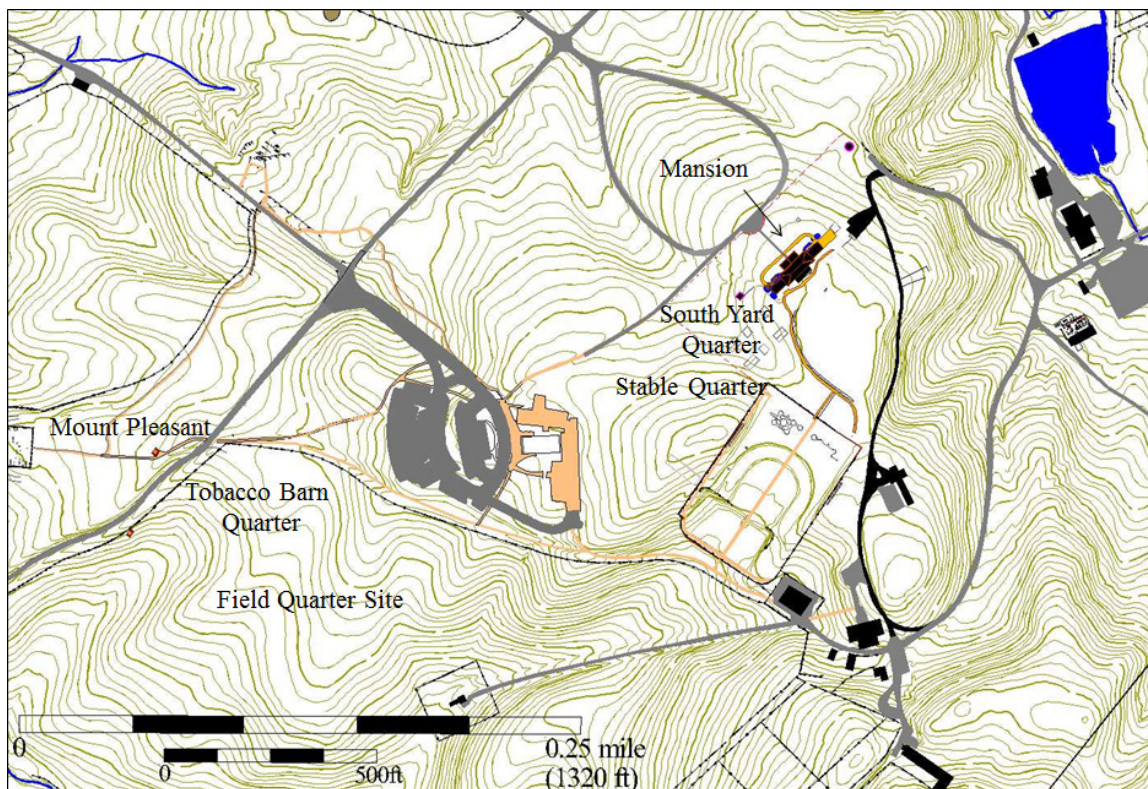 Mansion
South Yard
Quarter
Stable Quarter
Mount Pleasant
Tobacco Barn
Quarter
Field Quarter Site
0
0.25 mile
(1320 ft)
0
500ft